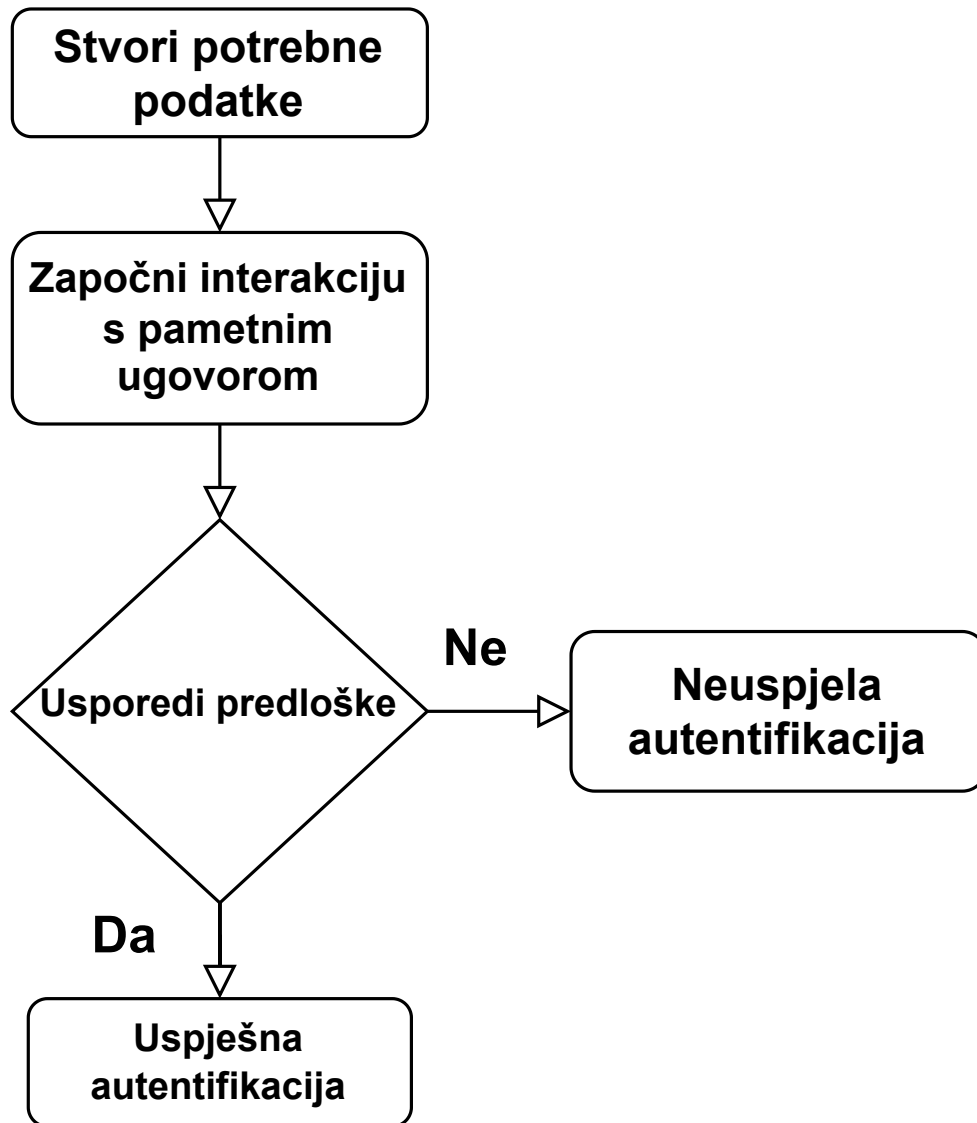 Stvori potrebne
podatke
Započni interakciju
s pametnim
ugovorom
Usporedi predloške
Ne
Neuspjela
autentifikacija
Da
Uspješna
autentifikacija